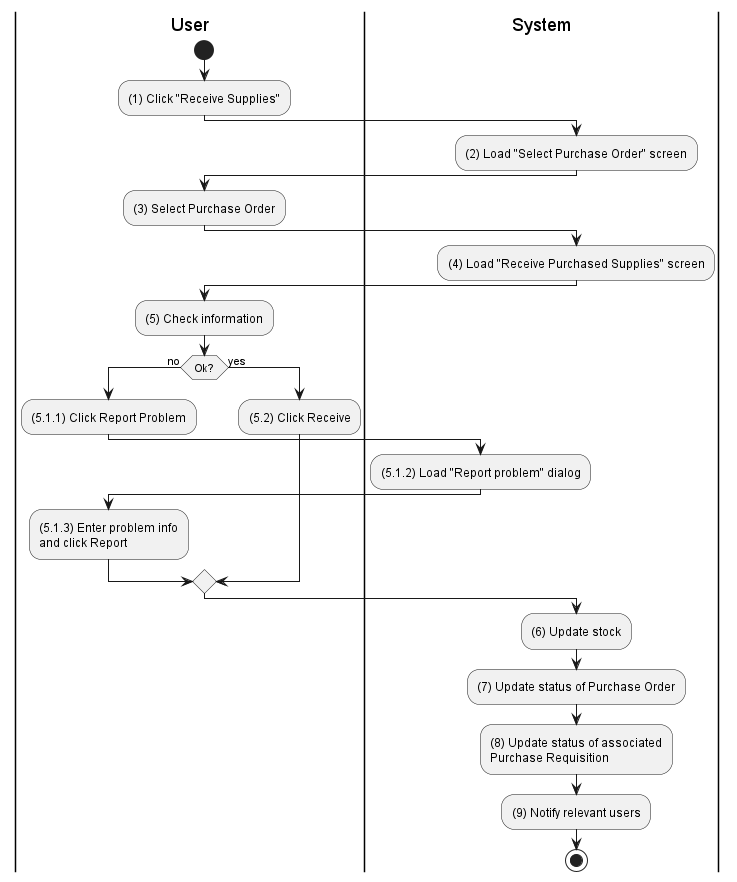 User
System
(1) Click "Receive Supplies"
(2) Load "Select Purchase Order" screen
(3) Select Purchase Order
(4) Load "Receive Purchased Supplies" screen
(5) Check information
no
Ok?
yes
(5.1.1) Click Report Problem
(5.2) Click Receive
(5.1.2) Load "Report problem" dialog
(5.1.3) Enter problem info
and click Report
(6) Update stock
(7) Update status of Purchase Order
(8) Update status of associated
Purchase Requisition
(9) Notify relevant users